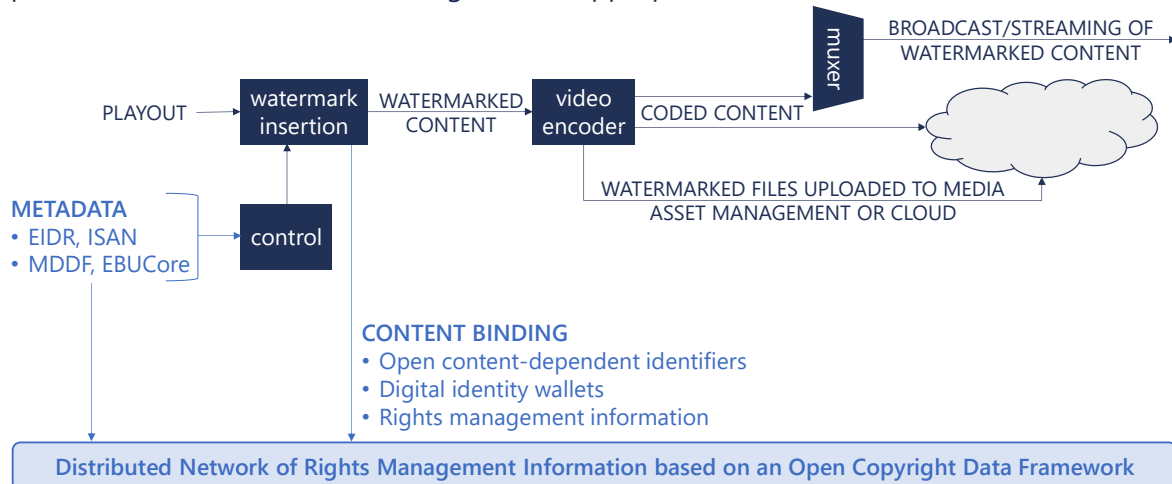 BROADCAST/STREAMING OF
WATERMARKED CONTENT
muxer
PLAYOUT
watermark
insertion
WATERMARKED
CONTENT
video
encoder
CODED CONTENT
WATERMARKED FILES UPLOADED TO MEDIA
ASSET MANAGEMENT OR CLOUD
METADATA
• EIDR, ISAN
• MDDF, EBUCore
control
CONTENT BINDING
• Open content-dependent identifiers
• Digital identity wallets
• Rights management information
Distributed Network of Rights Management Information based on an Open Copyright Data Framework